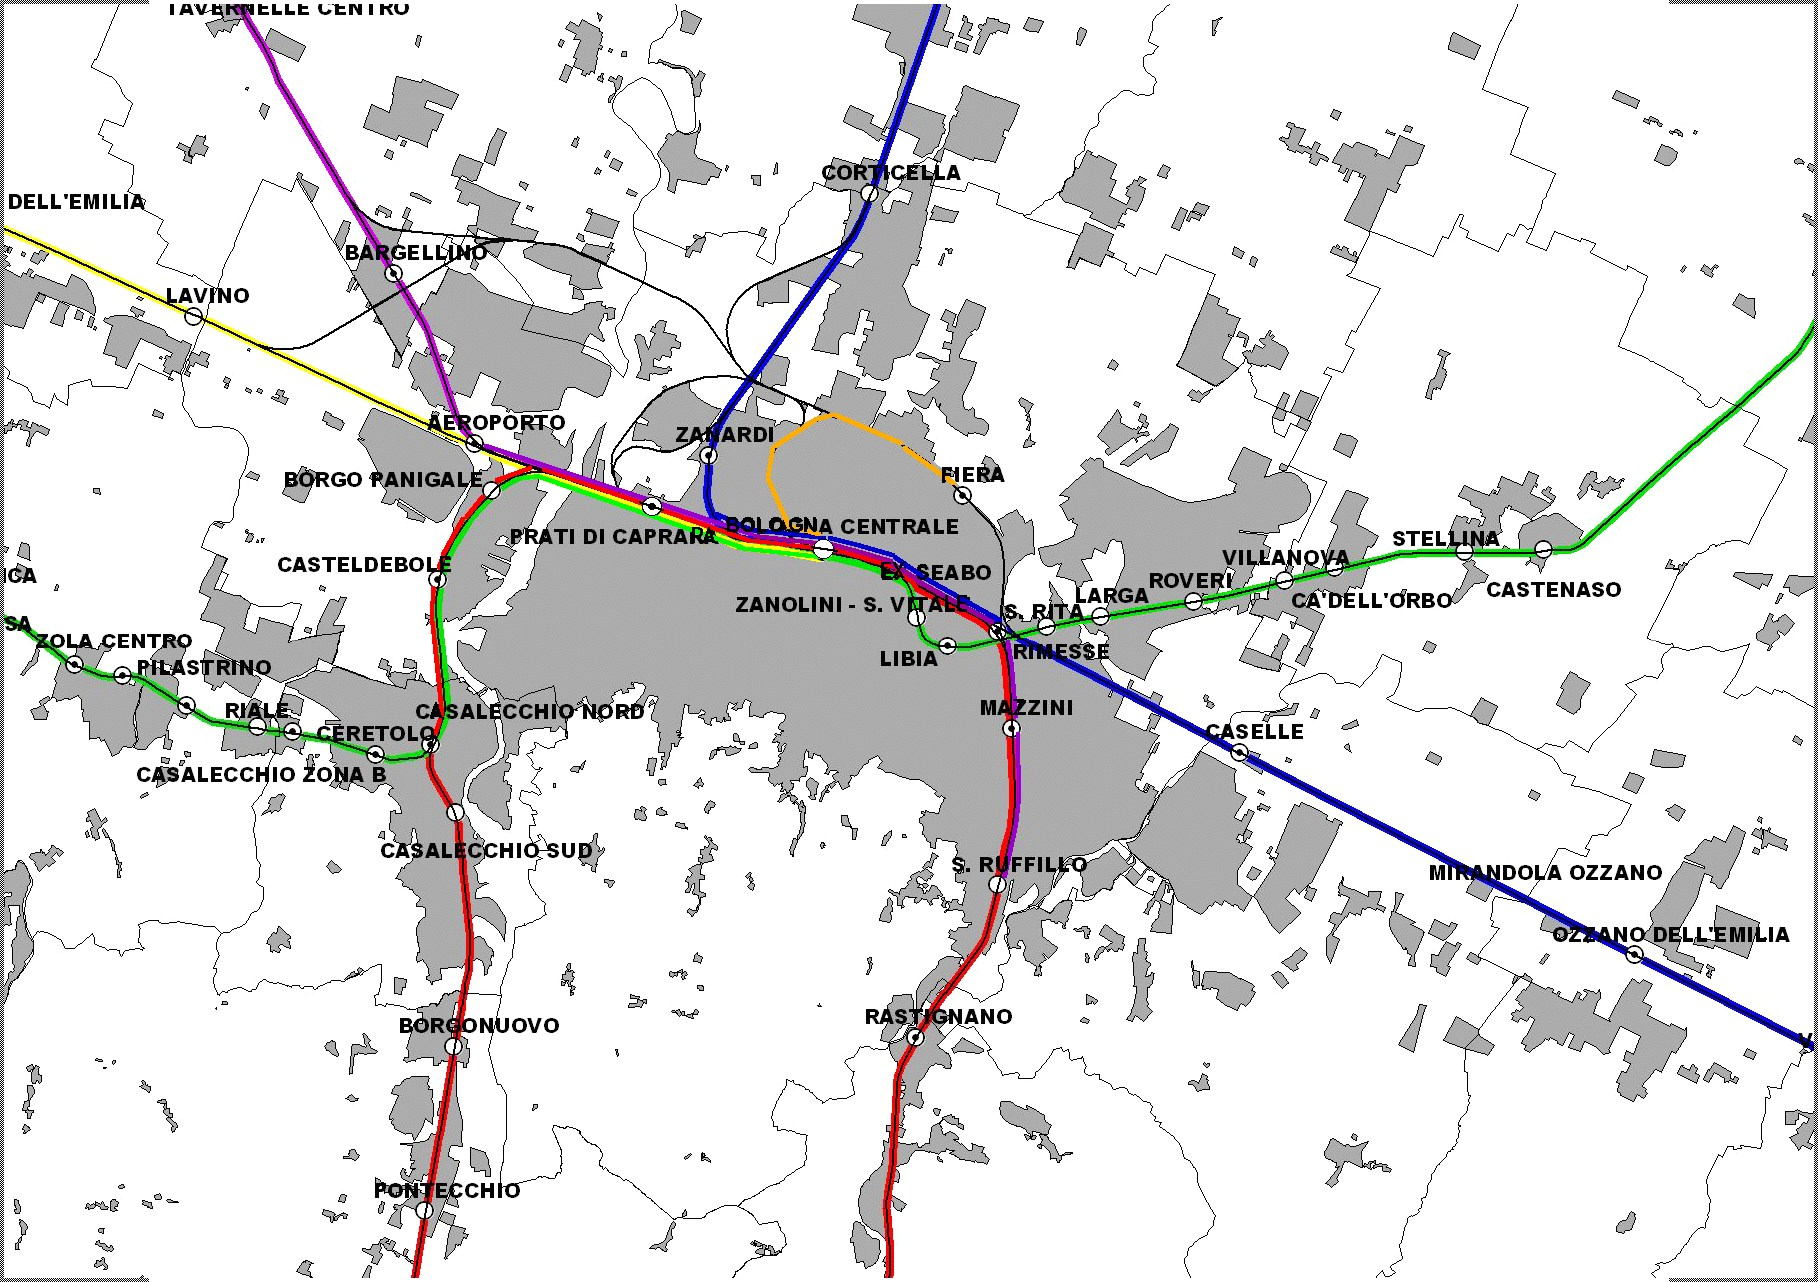 TAVERNELLE CENTRO
CORTICELLA
DELL'EMILIA
BARGELLINO
LAVINO
AEROPORTO
ZANARDI
BORGO PANIGALE
FIERA
BOLOGNA CENTRALE
PRATI DI CAPRARA
STELLINA
VILLANOVA
CASTELDEBOLE
EX SEABO
ICA
ROVERI
CASTENASO
LARGA
CA'DELL'ORBO
ZANOLINI - S. VITALE
S. RITA
SA
ZOLA CENTRO
RIMESSE
LIBIA
PILASTRINO
RIALE
CASALECCHIO NORD
MAZZINI
CERETOLO
CASELLE
CASALECCHIO ZONA B
CASALECCHIO SUD
S. RUFFILLO
MIRANDOLA OZZANO
OZZANO DELL'EMILIA
RASTIGNANO
BORGONUOVO
V
PONTECCHIO